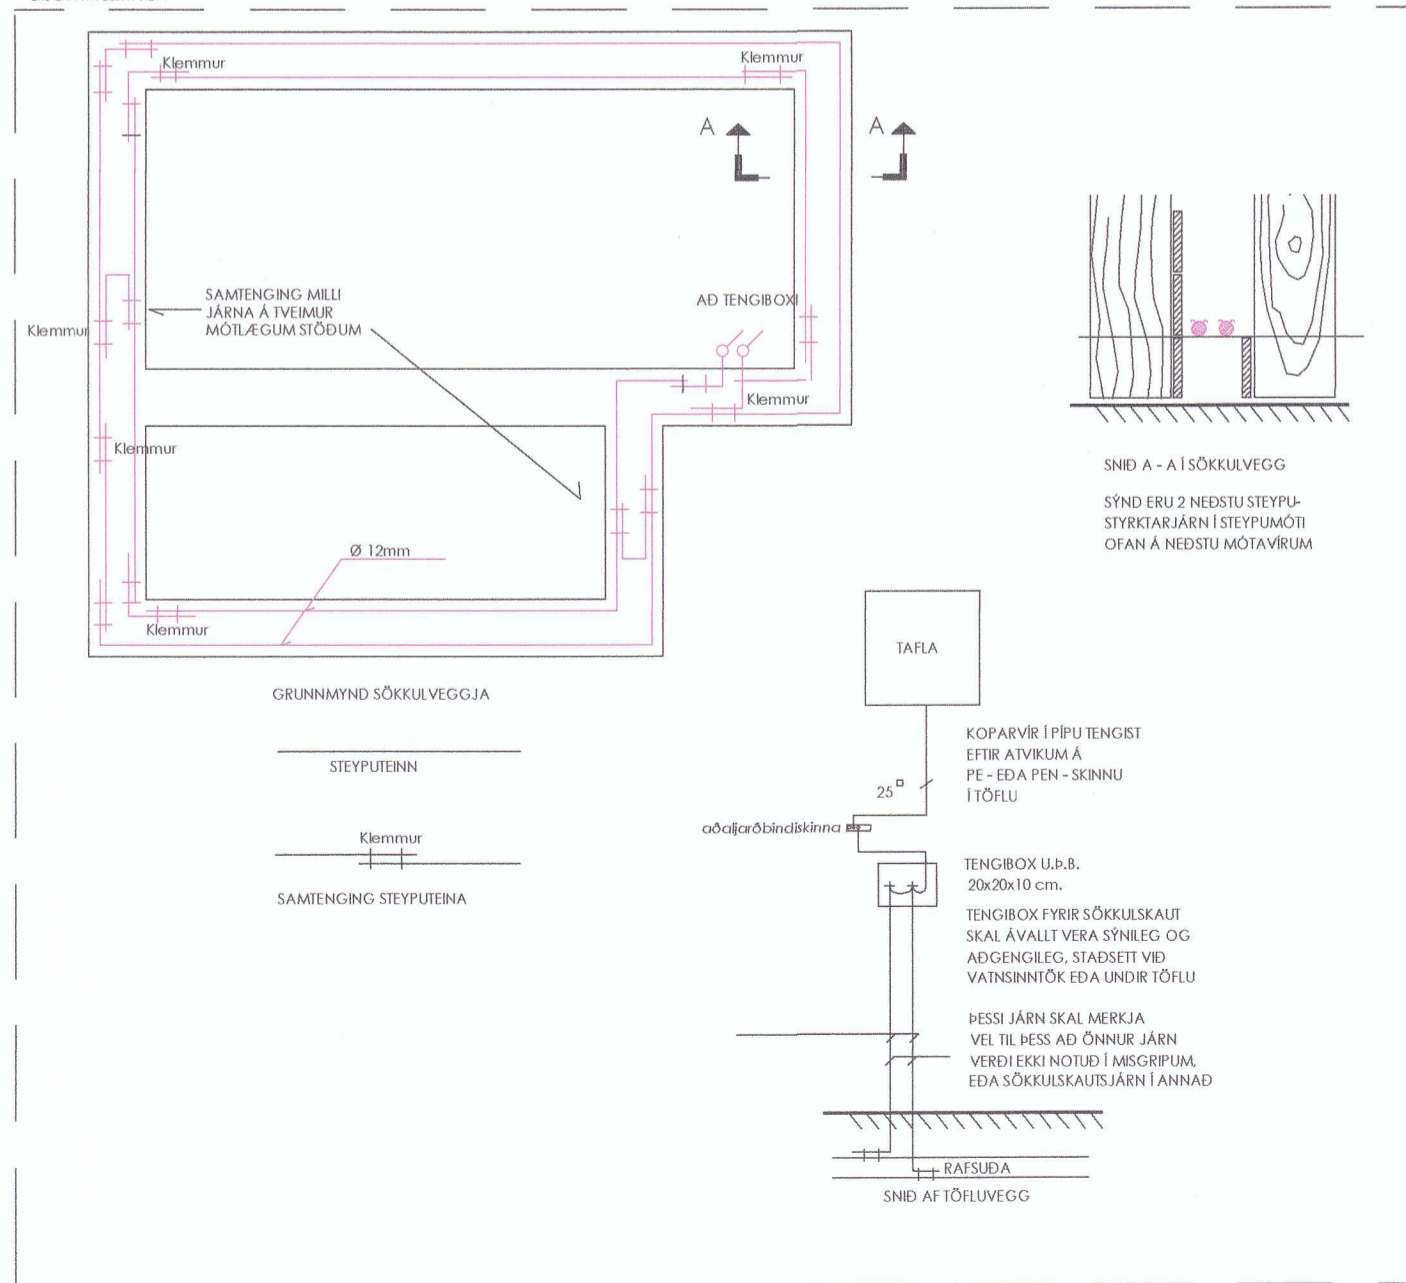 Klemmur
Klemmur
A
A
SAMTENGING MILLI
JÁRNA Á TVEIMUR
MÓTLÆGUM STÖÐUM
AÐ TENGIBOXI
Klemmur
Klemmur
Klemmur
Ø 12mm
Klemmur
GRUNNMYND SÖKKULVEGGJA
STEYPUTEINN
Klemmur
SAMTENGING STEYPUTEINA
SNIÐ A - A Í SÖKKULVEGG
SÝND ERU 2 NEÐSTU STEYPU-
STYRKTARJÁRN Í STEYPUMÓTI
OFAN Á NEÐSTU MÓTAVÍRUM
TAFLA
KOPARVÍR Í PÍPU TENGIST
EFTIR ATVIKUM Á
PE - EÐA PEN - SKINNU
Í TÖFLU
25
aðaljarðbindiskinna
TENGIBOX U.Þ.B.
20x20x10 cm.
TENGIBOX FYRIR SÖKKULSKAUT
SKAL ÁVALLT VERA SÝNILEG OG
AÐGENGILEG, STAÐSETT VIÐ
VATNSINNTÖK EÐA UNDIR TÖFLU
ÞESSI JÁRN SKAL MERKJA
VEL TIL ÞESS AÐ ÖNNUR JÁRN
VERÐI EKKI NOTUÐ Í MISGRIPUM,
EÐA SÖKKULSKAUTSJÁRN Í ANNAÐ
RAFSUÐA
SNIÐ AF TÖFLUVEGG